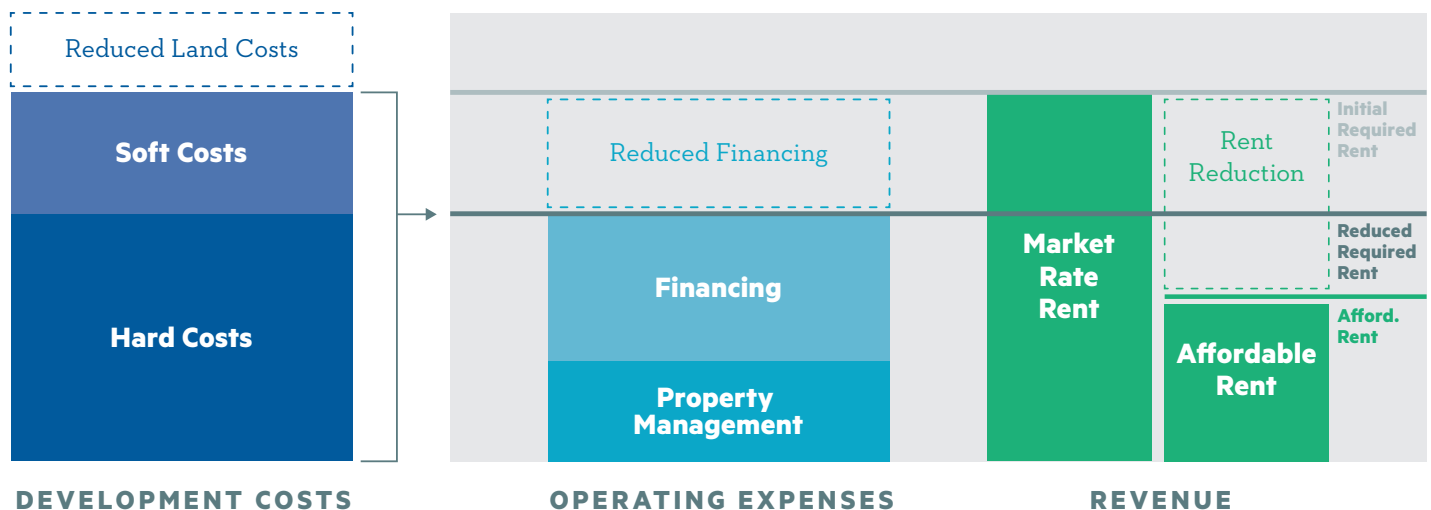 Reduced Land Costs
Soft Costs
Hard Costs
DEVELOPMENT COSTS
Reduced Financing
Financing
Property
Management
OPERATING EXPENSES
Market
Rate
Rent
Rent
Reduction
Affordable
Rent
Initial
Required
Rent
Reduced
Required
Rent
Afford.
Rent
REVENUE